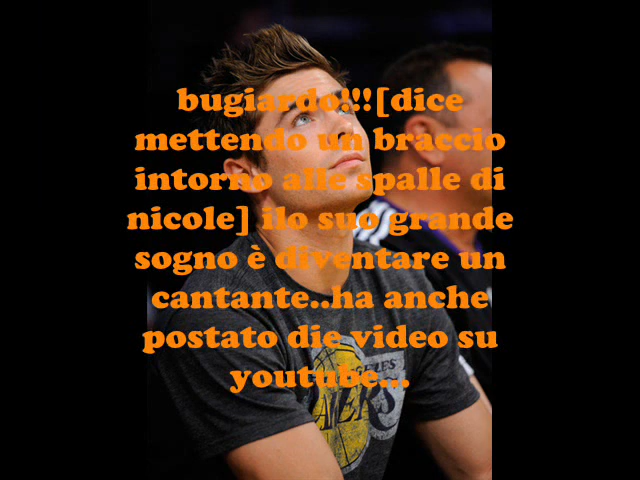 bugiardo!!![dice
mettendo un braccio
intorno alle spalle di
nicole] ilo suo grande
sogno è diventare un
cantante..ha anche
postato die video su
youtube...